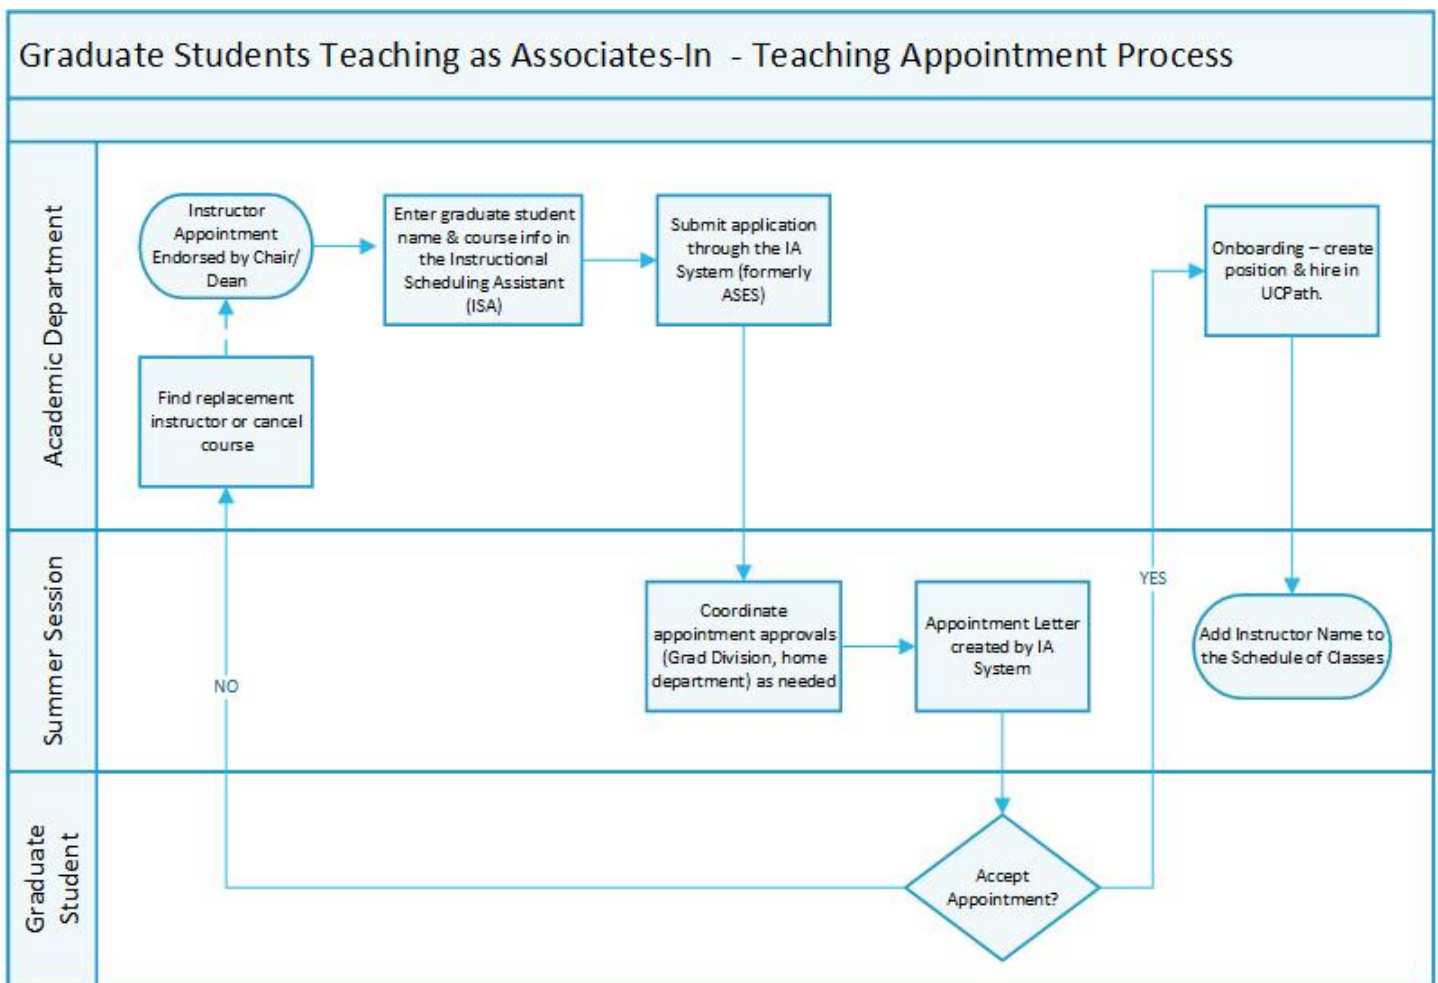 Graduate Students Teaching as Associates-In - Teaching Appointment Process
Academic Department
Instructor
Appointment
Endorsed by Chair/
Dean
Enter graduate student
name & course info in
the Instructional
Scheduling Assistant
(ISA)
Submit application
through the IA
System (formerly
ASES)
Onboarding – create
position & hire in
UCPath.
Find replacement
instructor or cancel
course
Summer Session
NO
Coordinate
appointment approvals
(Grad Division, home
department) as needed
Appointment Letter
created by IA
System
YES
Add Instructor Name to
the Schedule of Classes
Graduate
Student
Accept
Appointment?